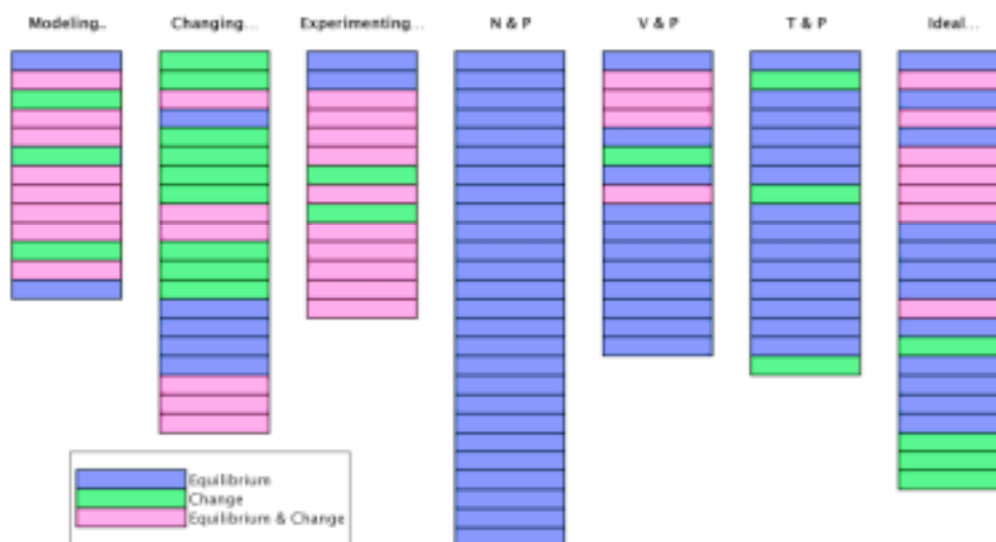 Modeling.. Changing... Experimenting... N & P V & P T & P Ideal...
Equilibrium
Change
Equilibrium & Change